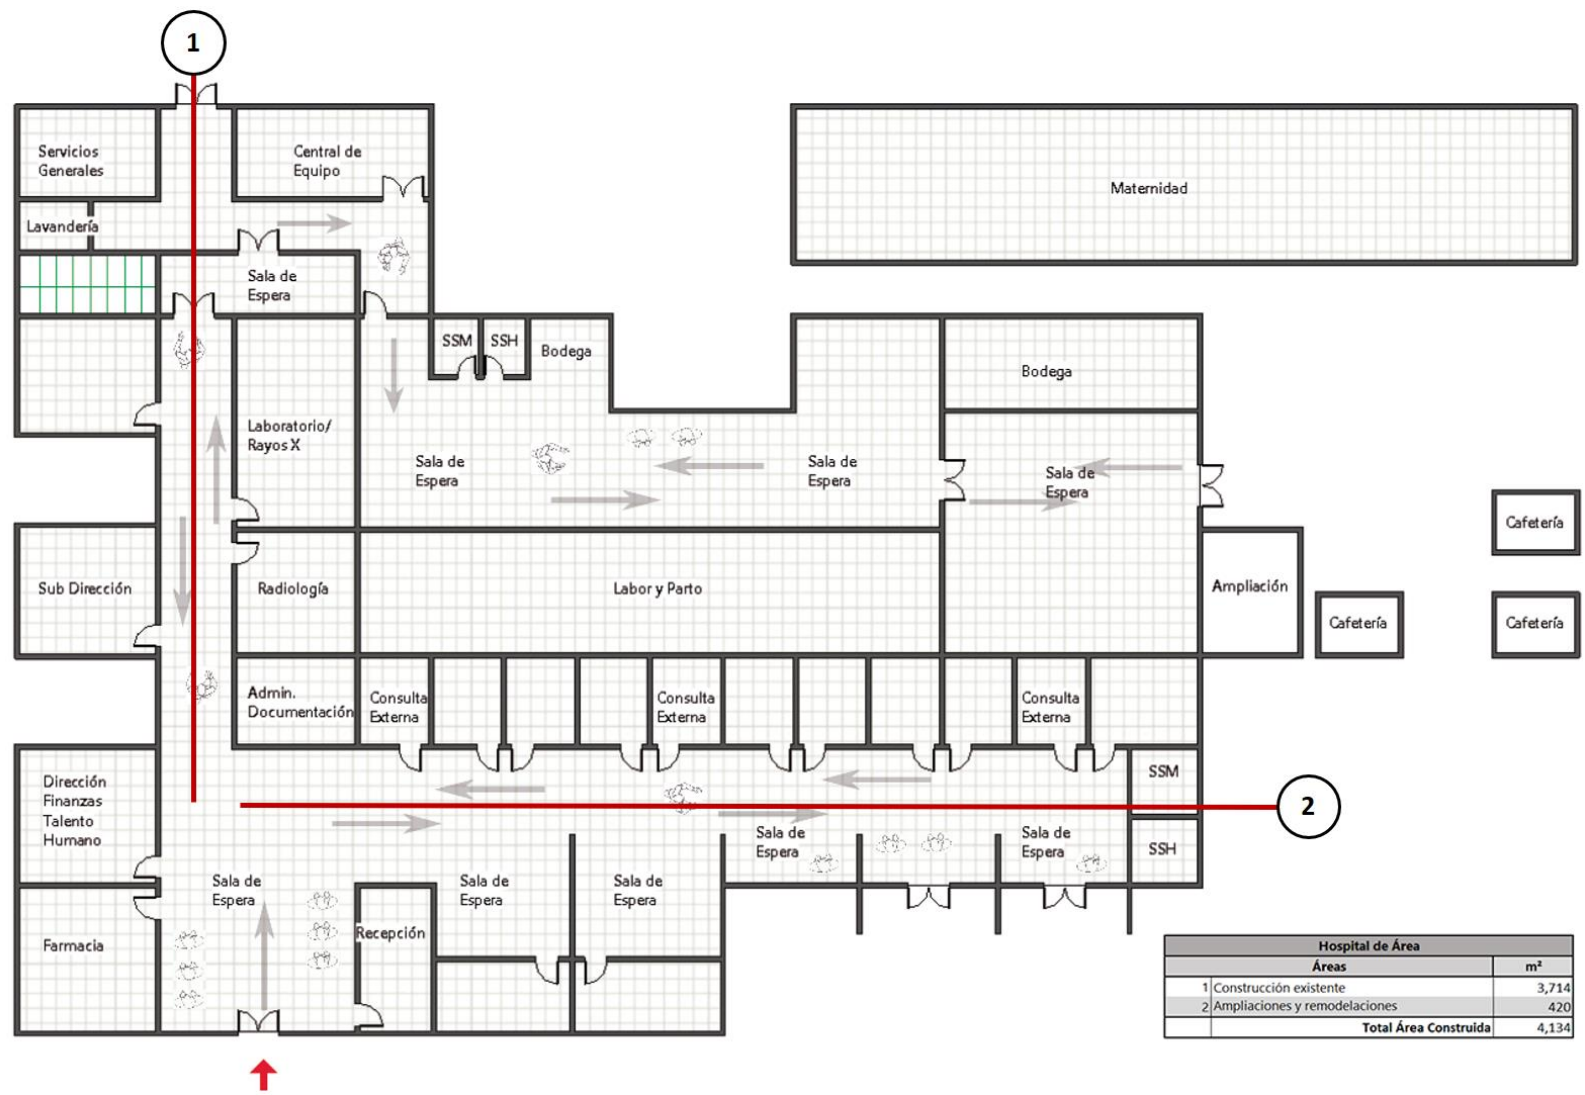 1
Servicios
Generales
Central de
Equipo
Maternidad
Lavandería
Sala de
Espera
SSM
SSH
Bodega
Bodega
Laboratorio/
Rayos X
Sala de
Espera
Sala de
Espera
Sala de
Espera
Cafetería
Sub Dirección
Radiología
Labor y Parto
Ampliación
Cafetería
Cafetería
Admin.
Documentación
Consulta
Externa
Consulta
Externa
Consulta
Externa
Dirección
Finanzas
Talento
Humano
SSM
2
Sala de
Espera
Sala de
Espera
SSH
Sala de
Espera
Sala de
Espera
Sala de
Espera
Farmacia
Recepción
Hospital de Área
Áreas m²
1 Construcción existente 3,714
2 Ampliaciones y remodelaciones 420
Total Área Construida 4,134